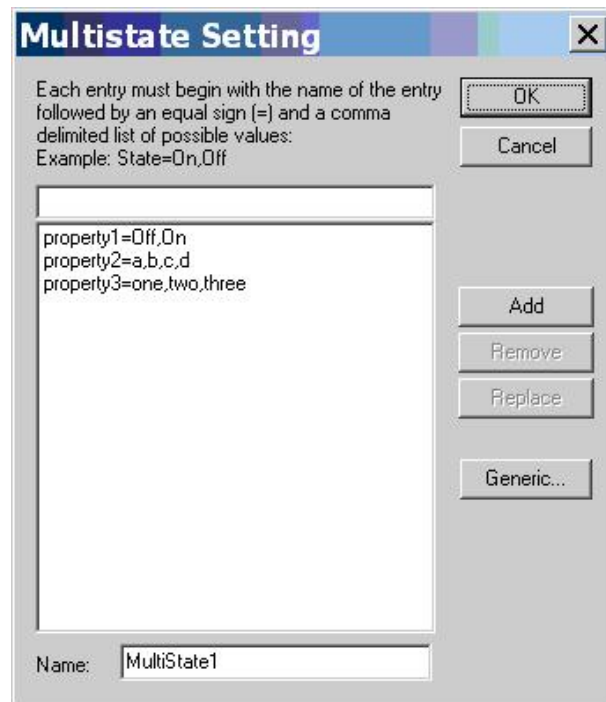 Multistate Setting
Each entry must begin with the name of the entry
followed by an equal sign (=) and a comma
delimited list of possible values:
Example: State=On,Off
OK
Cancel
property1=Off,On
property2=a,b,c,d
property3=one,two,three
Add
Remove
Replace
Generic...
Name: MultiState1